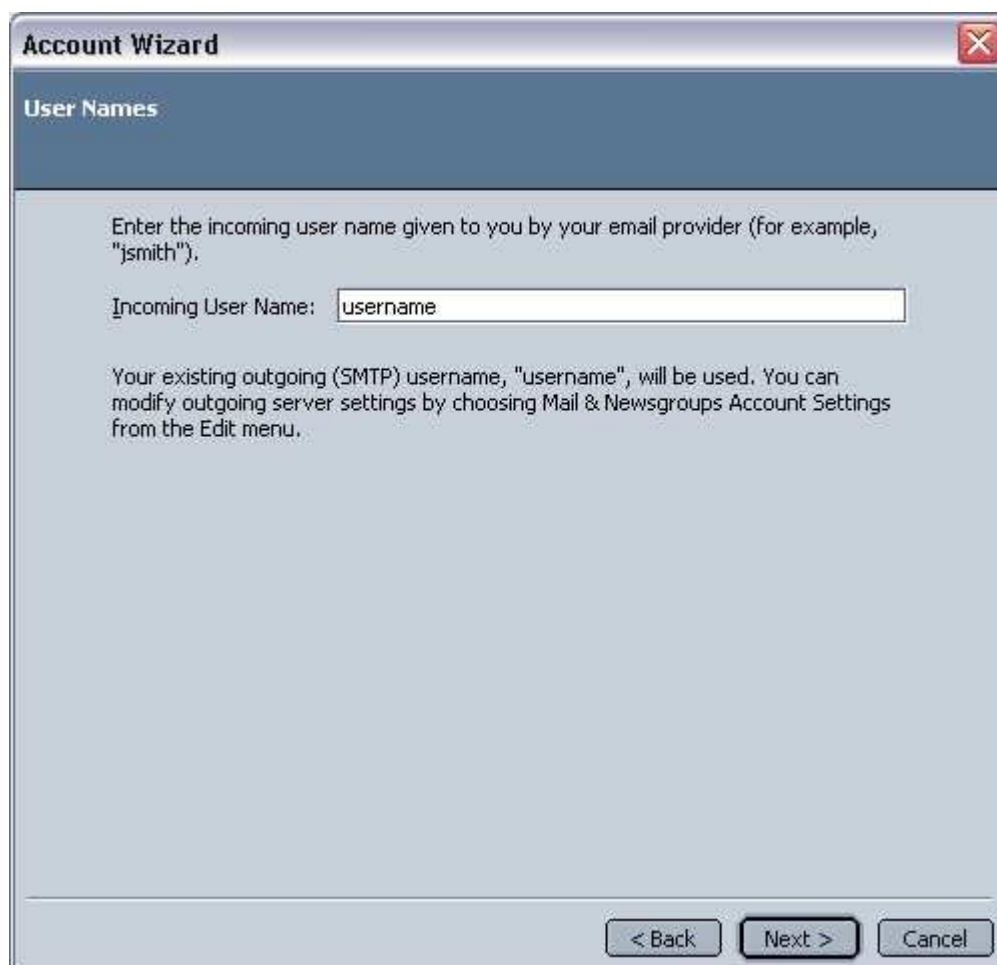 Account Wizard
User Names
Enter the incoming user name given to you by your email provider (for example,
"jsmith").
Incoming User Name: username
Your existing outgoing (SMTP) username, "username", will be used. You can
modify outgoing server settings by choosing Mail & Newsgroups Account Settings
from the Edit menu.
< Back Next > Cancel